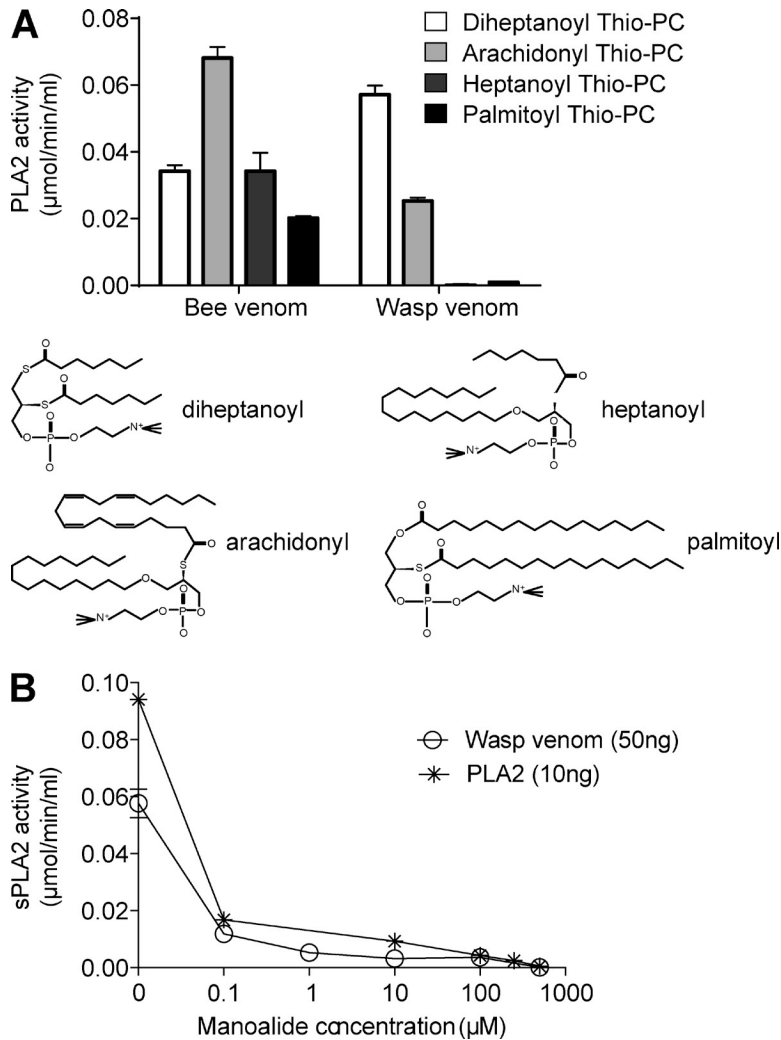 A
PLA2 activity
(µmol/min/ml)
0.08
0.06
0.04
0.02
0.00
Bee venom
Wasp venom
Diheptanoyl Thio-PC
Arachidonyl Thio-PC
Heptanoyl Thio-PC
Palmitoyl Thio-PC
O
S
O
S
O
O
P
O
N+
O
diheptanoyl
O
O
O
P
O
O
N+
O
heptanoyl
O
S
O
O
P
O
O
N+
O
arachidonyl
O
O
S
O
O
O
P
O
N+
O
palmitoyl
B
sPLA2 activity
(µmol/min/ml)
0.10
0.08
0.06
0.04
0.02
0.00
Wasp venom (50ng)
PLA2 (10ng)
0 0.1 1 10 100 1000
Manoalide concentration (µM)